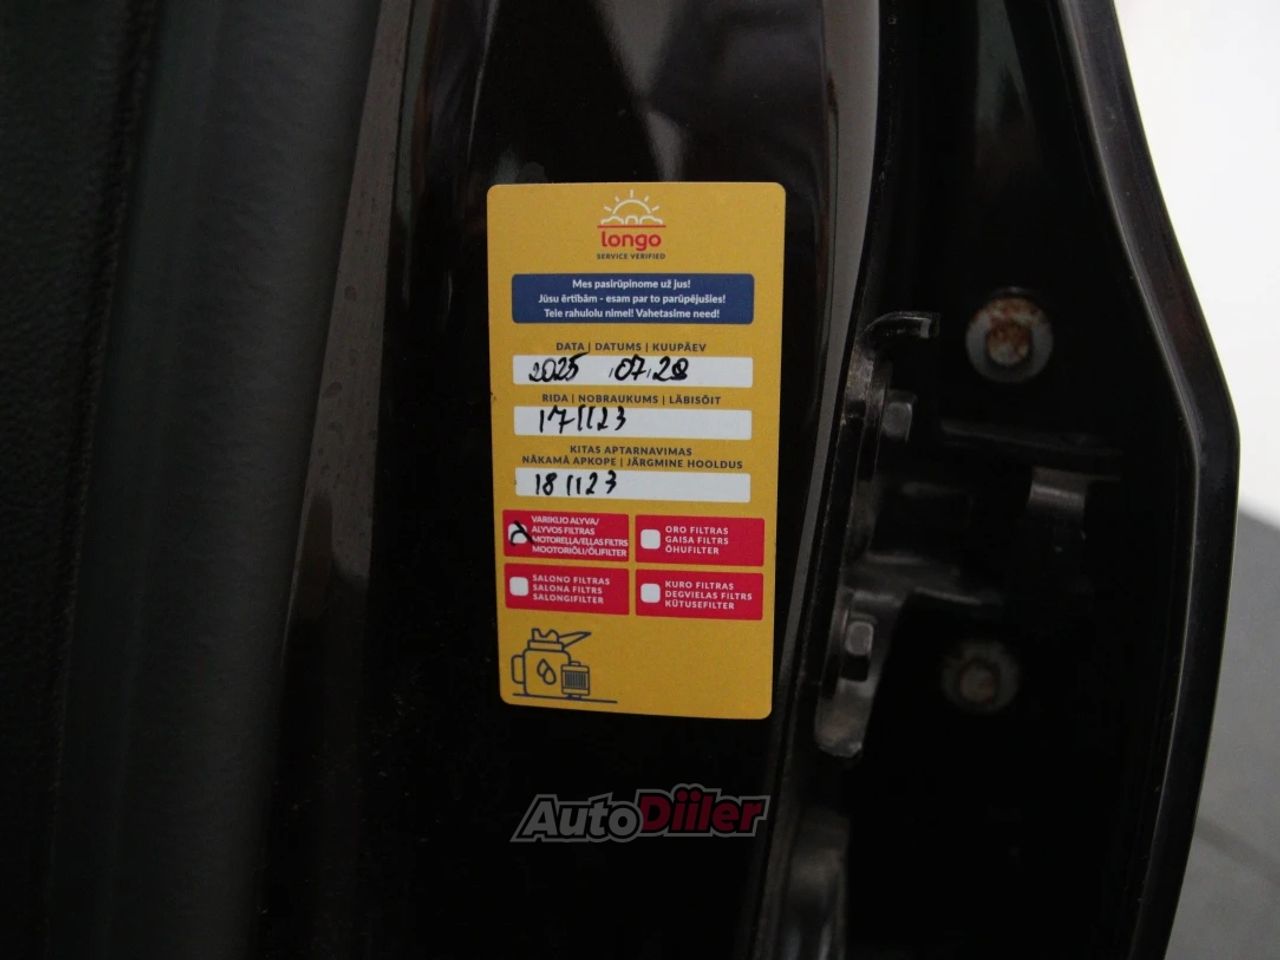 longo
SERVICE VERIFIED
Mes pasirūpinome už jus!
Jūsu ērtībām - esam par to parūpējušies!
Teie rahulolu nimel! Vahetasime need!
DATA | DATUMS | KUUPÄEV
2025.07.28
RIDA | NOBRAUKUMS | LÄBISÕIT
171123
KITAS APTARNAVIMAS
NĀKAMĀ APKOPE | JÄRGMINE HOOLDUS
181123
VARIKLIO ALYVA/
ALYVOS FILTRAS
MOTOREĻĻA/EĻĻAS FILTRS
MOOTORIÕLI/ÕLIFILTER
ORO FILTRAS
GAISA FILTRS
ÕHUFILTER
SALONO FILTRAS
SALONA FILTRS
SALONGIFILTER
KURO FILTRAS
DEGVIELAS FILTRS
KÜTUSEFILTER
AutoDiiler